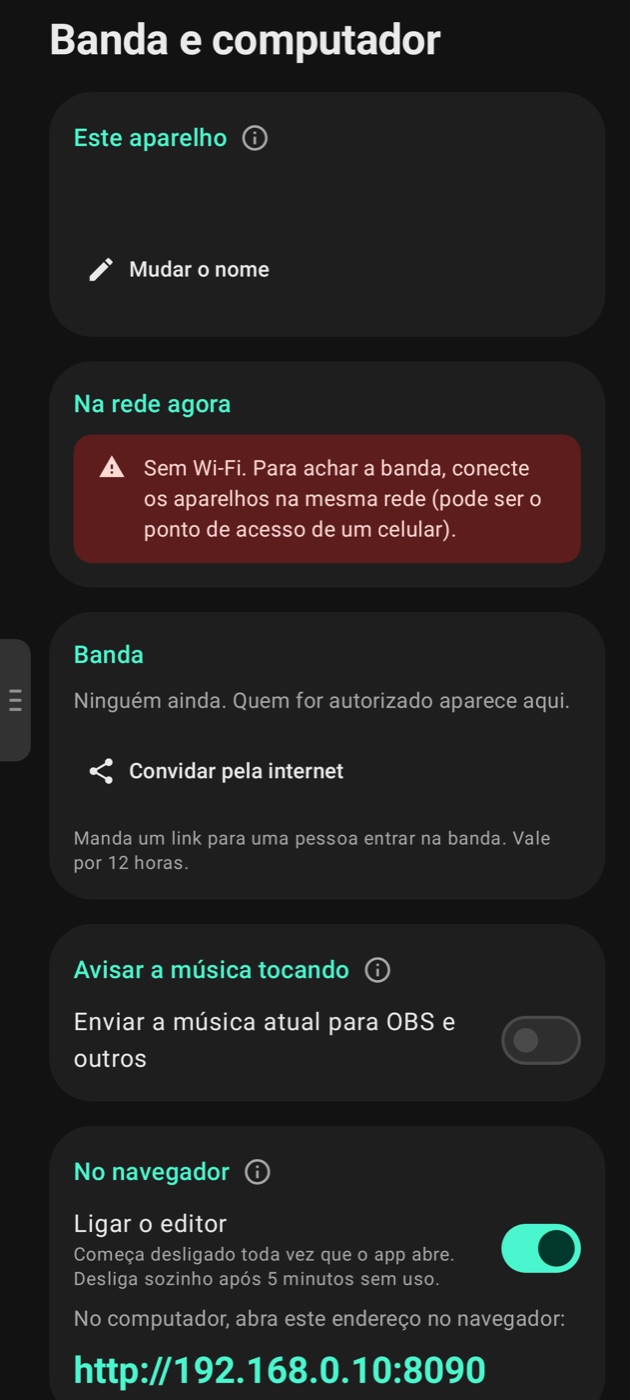 Banda e computador
Este aparelho
Mudar o nome
Na rede agora
Sem Wi-Fi. Para achar a banda, conecte
os aparelhos na mesma rede (pode ser o
ponto de acesso de um celular).
Banda
Ninguém ainda. Quem for autorizado aparece aqui.
Convidar pela internet
Manda um link para uma pessoa entrar na banda. Vale
por 12 horas.
Avisar a música tocando
Enviar a música atual para OBS e
outros
No navegador
Ligar o editor
Começa desligado toda vez que o app abre.
Desliga sozinho após 5 minutos sem uso.
No computador, abra este endereço no navegador:
http://192.168.0.10:8090